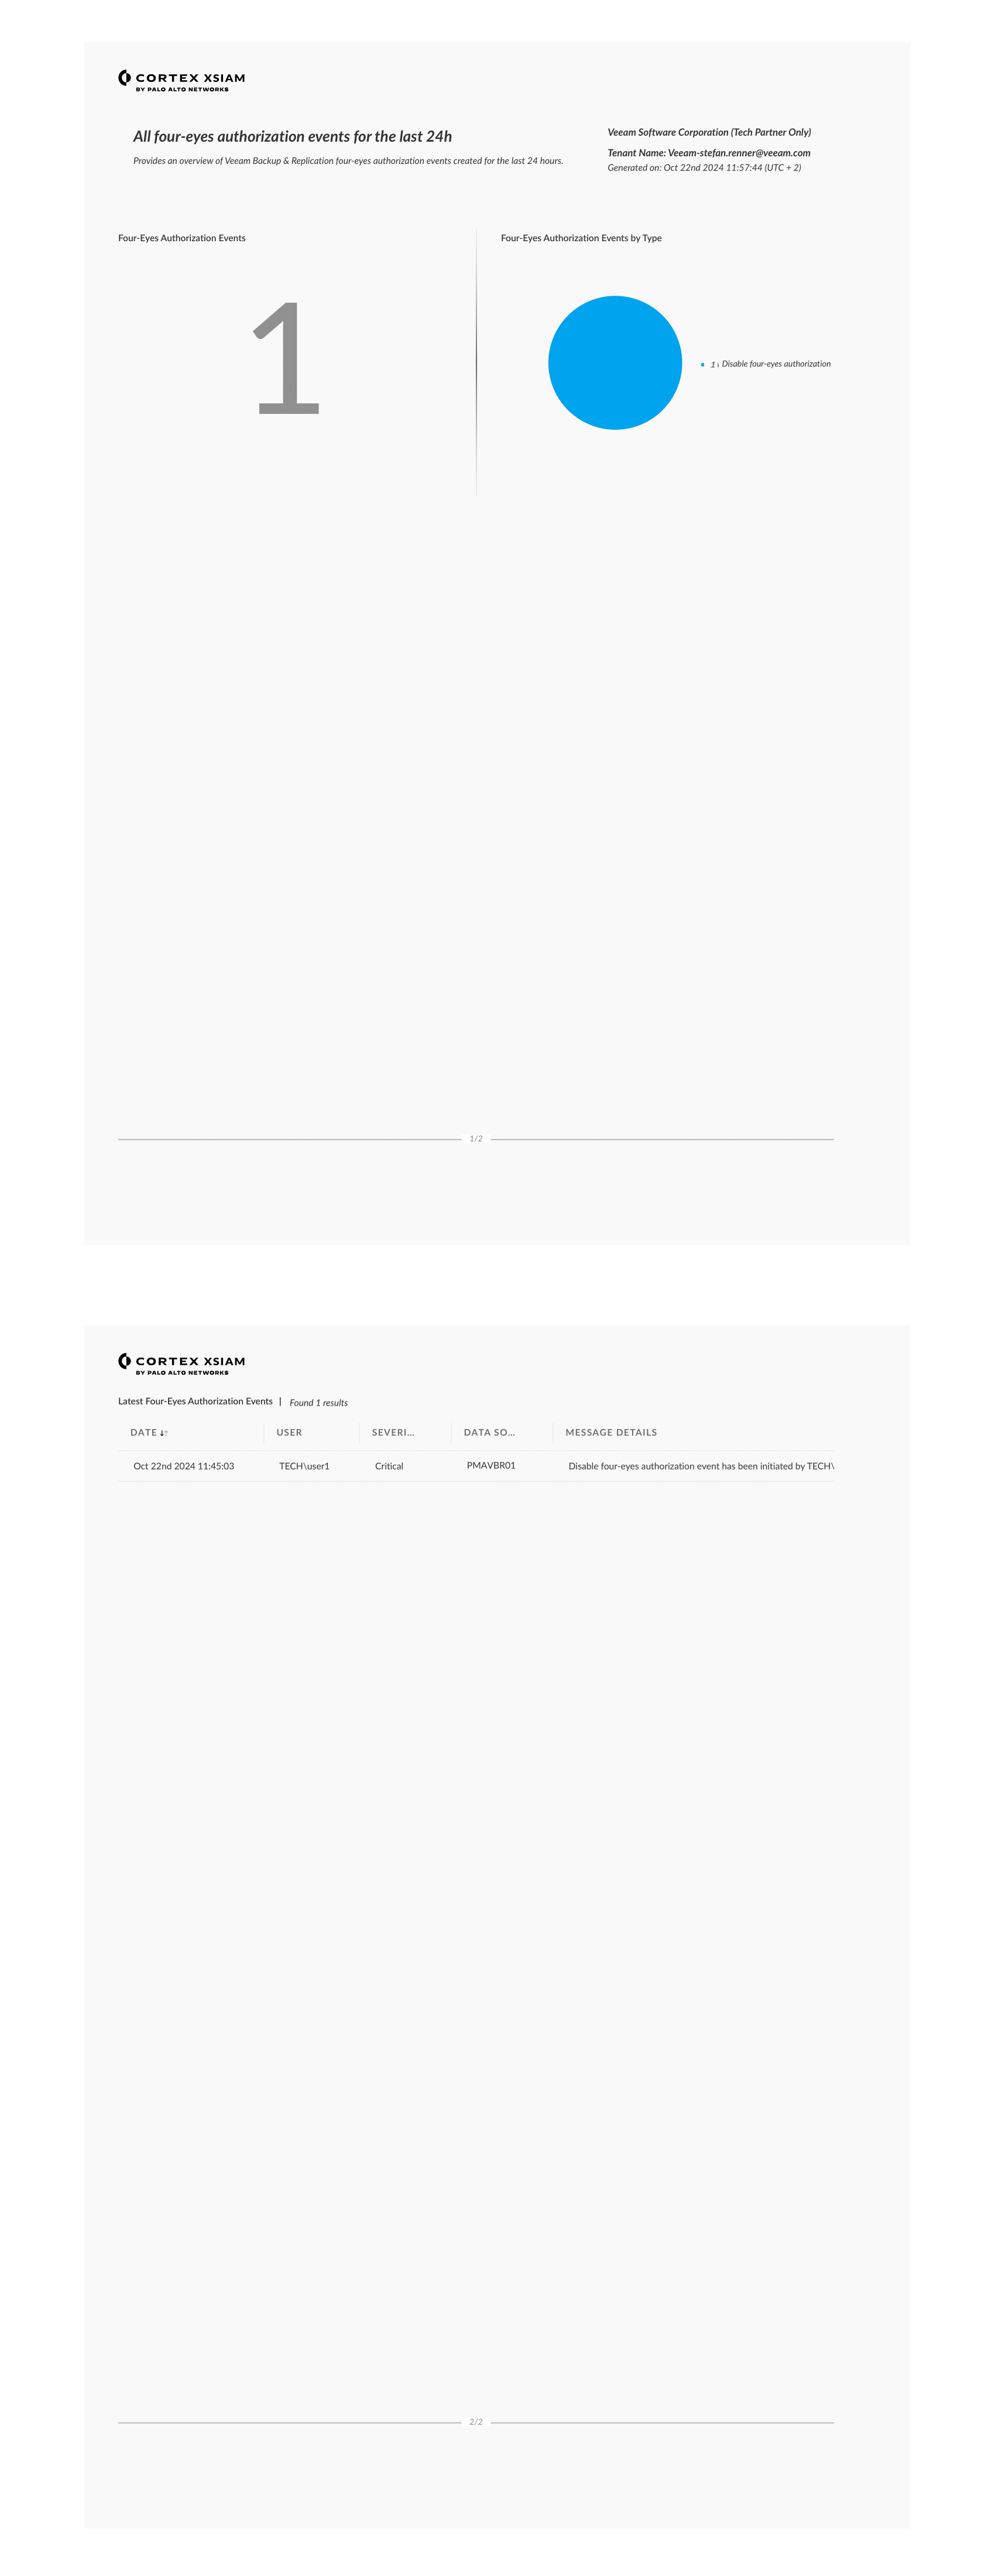 CORTEX XSIAM
BY PALO ALTO NETWORKS
All four-eyes authorization events for the last 24h
Provides an overview of Veeam Backup & Replication four-eyes authorization events created for the last 24 hours.
Veeam Software Corporation (Tech Partner Only)
Tenant Name: Veeam-stefan.renner@veeam.com
Generated on: Oct 22nd 2024 11:57:44 (UTC + 2)
Four-Eyes Authorization Events
1
Four-Eyes Authorization Events by Type
1 | Disable four-eyes authorization
1/2
CORTEX XSIAM
BY PALO ALTO NETWORKS
Latest Four-Eyes Authorization Events | Found 1 results
DATE USER SEVERI... DATA SO... MESSAGE DETAILS
Oct 22nd 2024 11:45:03 TECH\user1 Critical PMAVBR01 Disable four-eyes authorization event has been initiated by TECH\
2/2